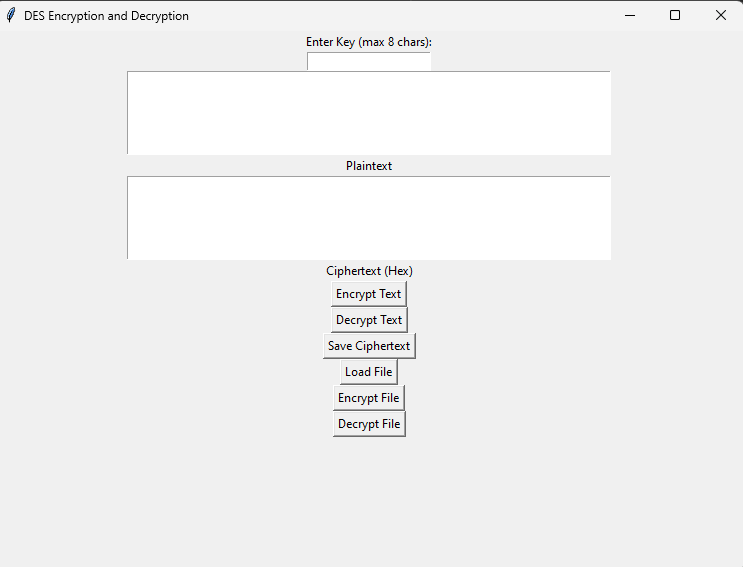 DES Encryption and Decryption
Enter Key (max 8 chars):
Plaintext
Ciphertext (Hex)
Encrypt Text
Decrypt Text
Save Ciphertext
Load File
Encrypt File
Decrypt File